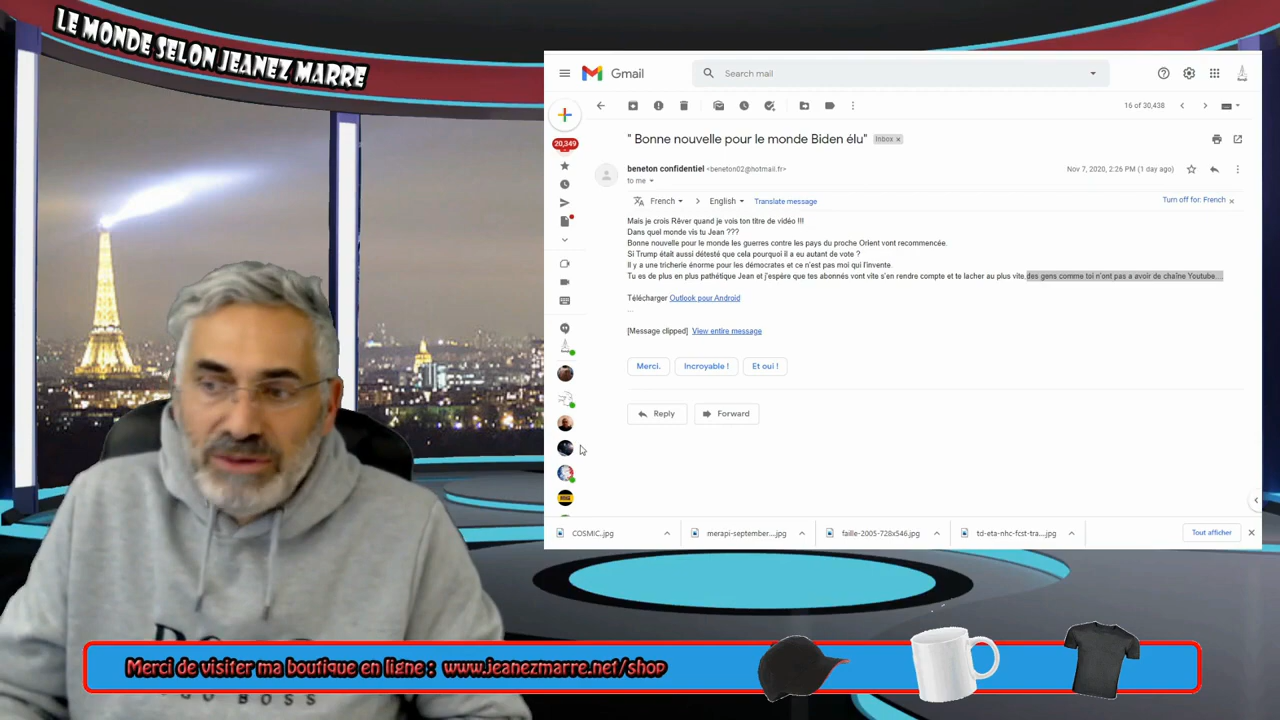 LE MONDE SELON JEANEZ MARRE
Gmail
Search mail
16 of 30,438
20,349
" Bonne nouvelle pour le monde Biden élu" Inbox x
beneton confidentiel <beneton02@hotmail.fr>
Nov 7, 2020, 2:26 PM (1 day ago)
to me
French > English Translate message
Turn off for: French x
Mais je crois Rêver quand je vois ton titre de vidéo !!!
Dans quel monde vis tu Jean ???
Bonne nouvelle pour le monde les guerres contre les pays du proche Orient vont recommencée.
Si Trump était aussi détesté que cela pourquoi il a eu autant de vote ?
Il y a une tricherie énorme pour les démocrates et ce n'est pas moi qui l'invente
Tu es de plus en plus pathétique Jean et j'espère que tes abonnés vont vite s'en rendre compte et te lacher au plus vite,des gens comme toi n'ont pas a avoir de chaîne Youtube...
Télécharger Outlook pour Android
...
[Message clipped] View entire message
Merci. Incroyable ! Et oui !
Reply Forward
COSMiC.jpg merapi-september....jpg faille-2005-728x546.jpg td-eta-nhc-fcst-tra....jpg Tout afficher
Merci de visiter ma boutique en ligne : www.jeanezmarre.net/shop
HUGO BOSS